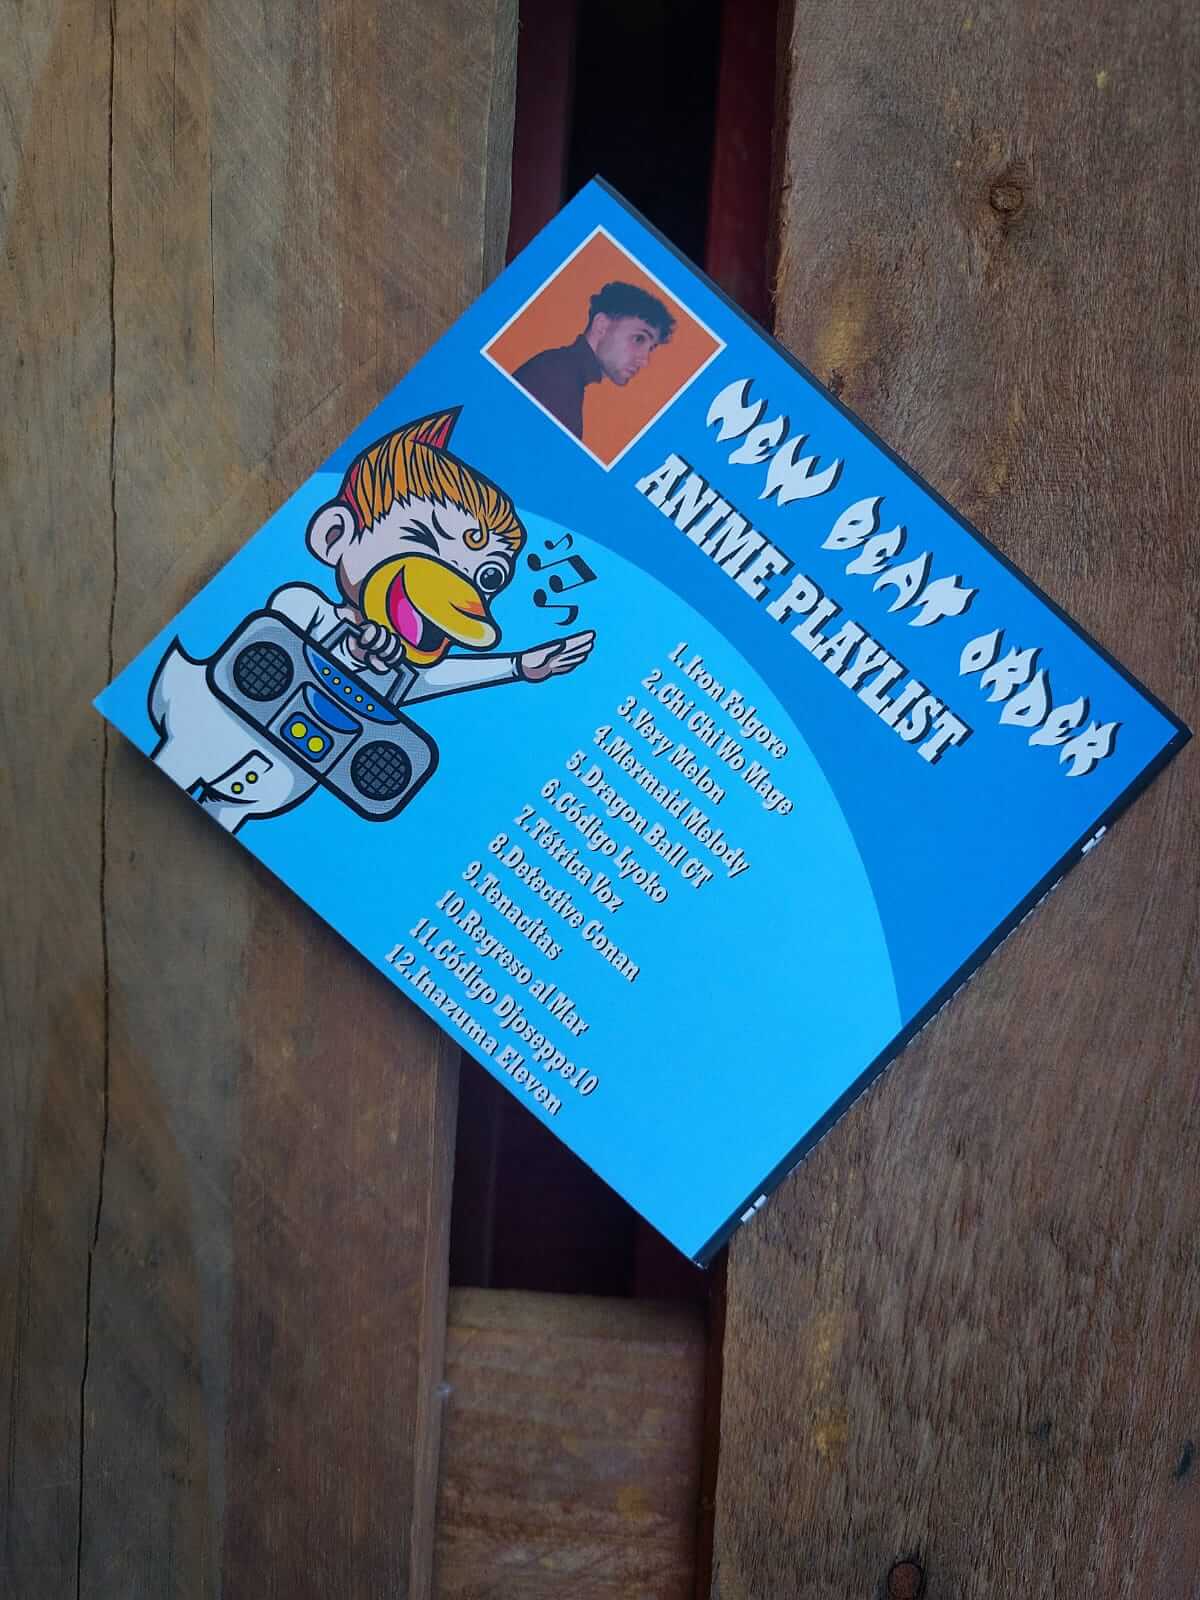 NEW BEAT ORDER
ANIME PLAYLIST
1.Iron Folgore
2.Chi Chi Wo Mage
3.Very Melon
4.Mermaid Melody
5.Dragon Ball GT
6.Código Lyoko
7.Tétrica Voz
8.Detective Conan
9.Tenacitas
10.Regreso al Mar
11.Código Djoseppe10
12.Inazuma Eleven